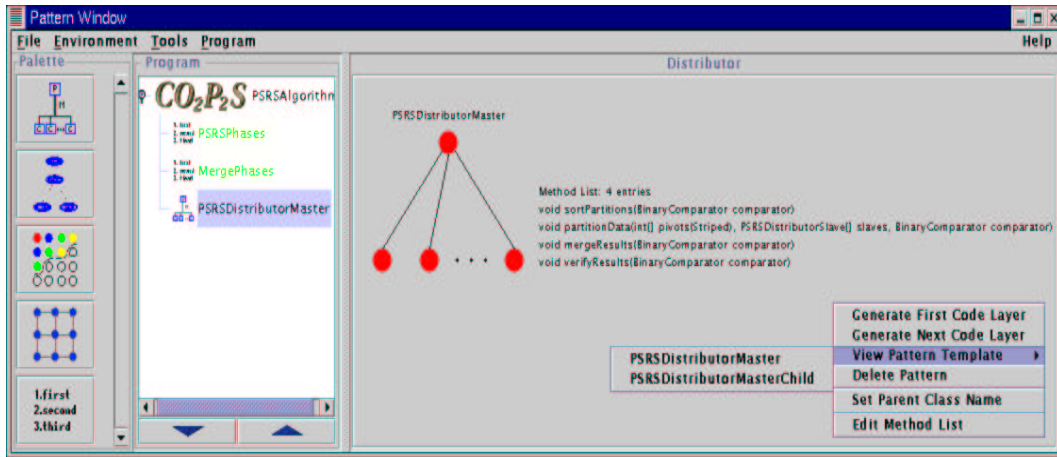 Pattern Window
File Environment Tools Program Help
Palette
Program
Distributor
P
M
C C C
1.first
2.second
3.third
CO2P2S PSRSAlgorithm
PSRSPhases
MergePhases
PSRSDistributorMaster
PSRSDistributorMaster
Method List: 4 entries
void sortPartitions(BinaryComparator comparator)
void partitionData(int[] pivots(Striped), PSRSDistributorSlave[] slaves, BinaryComparator comparator)
void mergeResults(BinaryComparator comparator)
void verifyResults(BinaryComparator comparator)
PSRSDistributorMaster
PSRSDistributorMasterChild
Generate First Code Layer
Generate Next Code Layer
View Pattern Template
Delete Pattern
Set Parent Class Name
Edit Method List